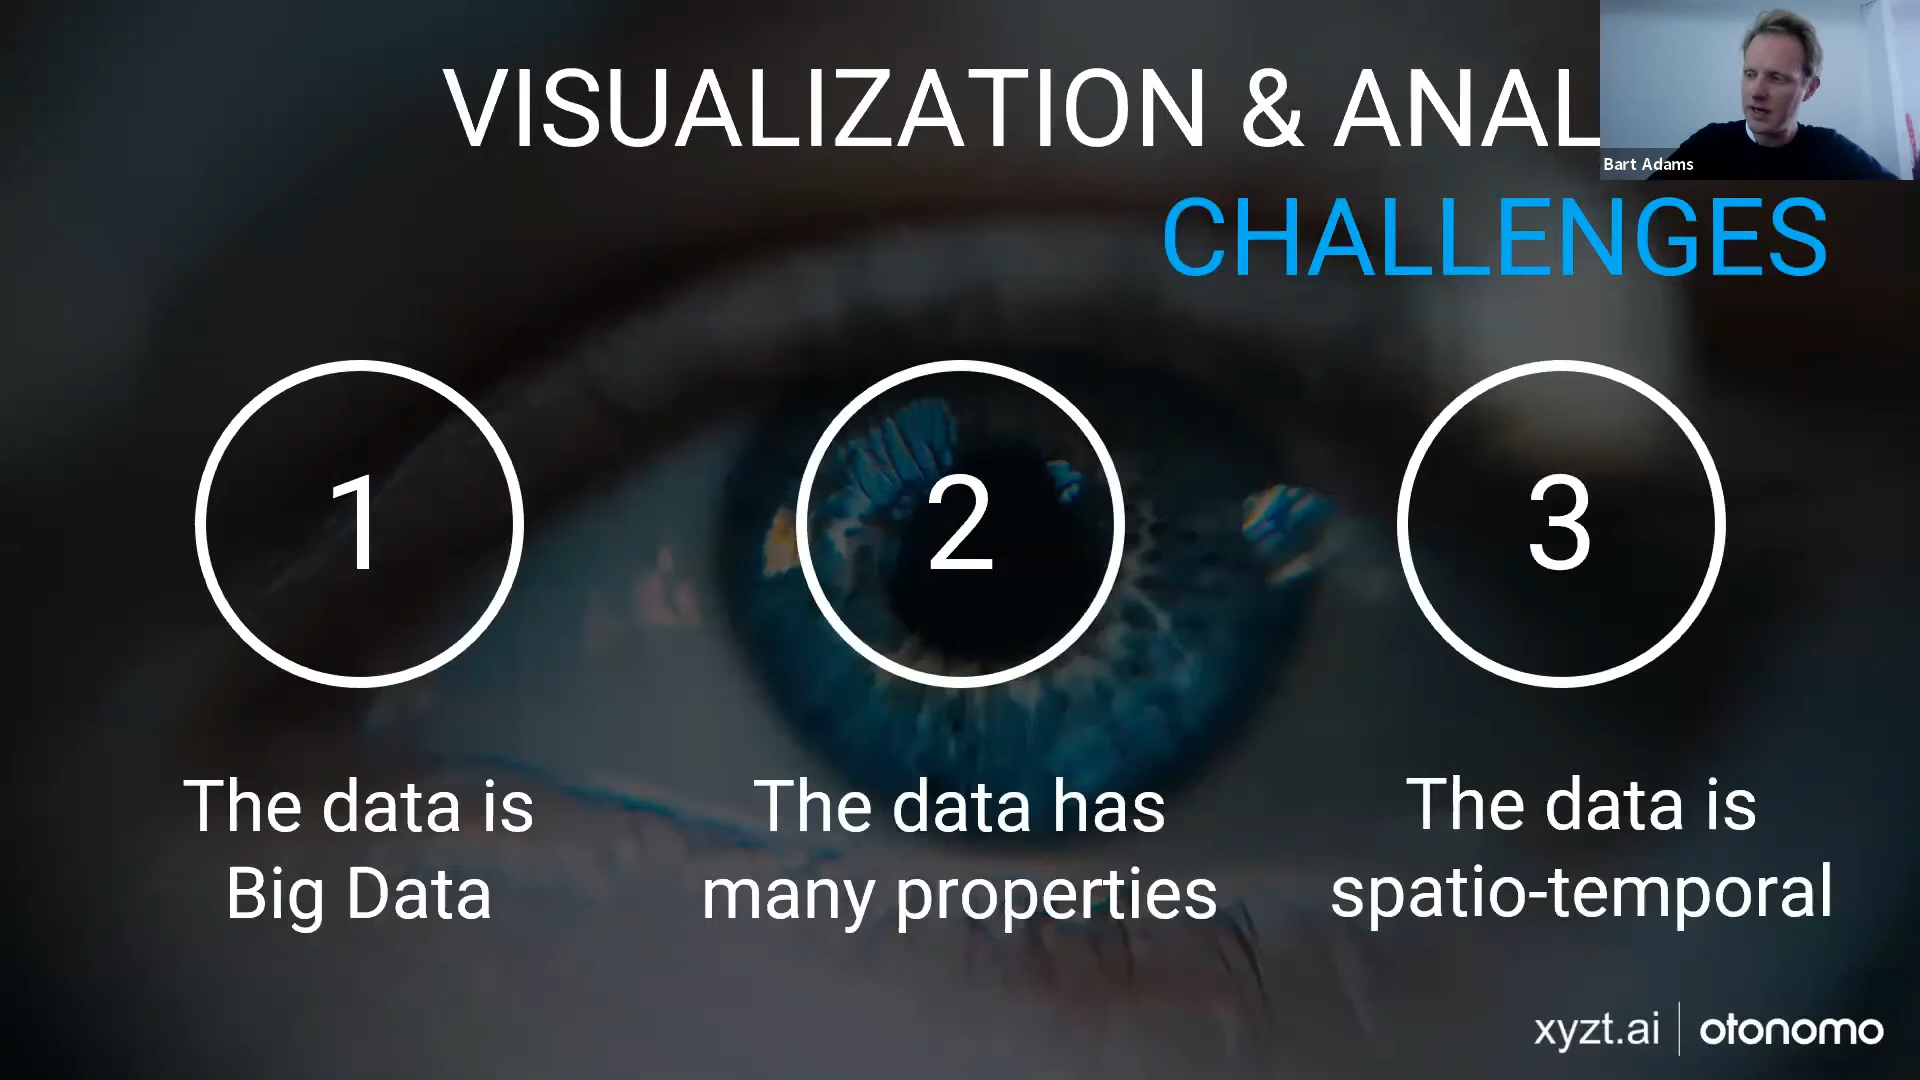 VISUALIZATION & ANAL
CHALLENGES
Bart Adams
1
2
3
The data is
Big Data
The data has
many properties
The data is
spatio-temporal
xyzt.ai | otonomo